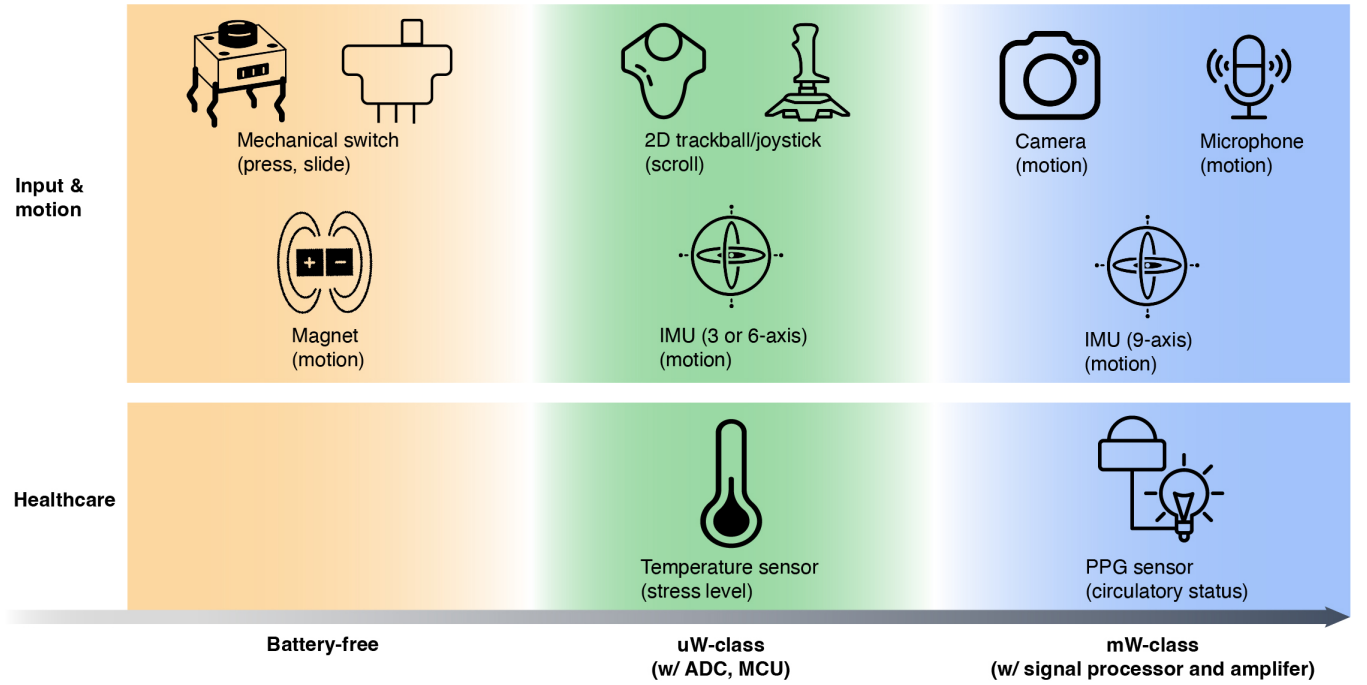 Mechanical switch
(press, slide)
2D trackball/joystick
(scroll)
Camera
(motion)
Microphone
(motion)
Input &
motion
+ −
Magnet
(motion)
IMU (3 or 6-axis)
(motion)
IMU (9-axis)
(motion)
Healthcare
Temperature sensor
(stress level)
PPG sensor
(circulatory status)
Battery-free
uW-class
(w/ ADC, MCU)
mW-class
(w/ signal processor and amplifer)